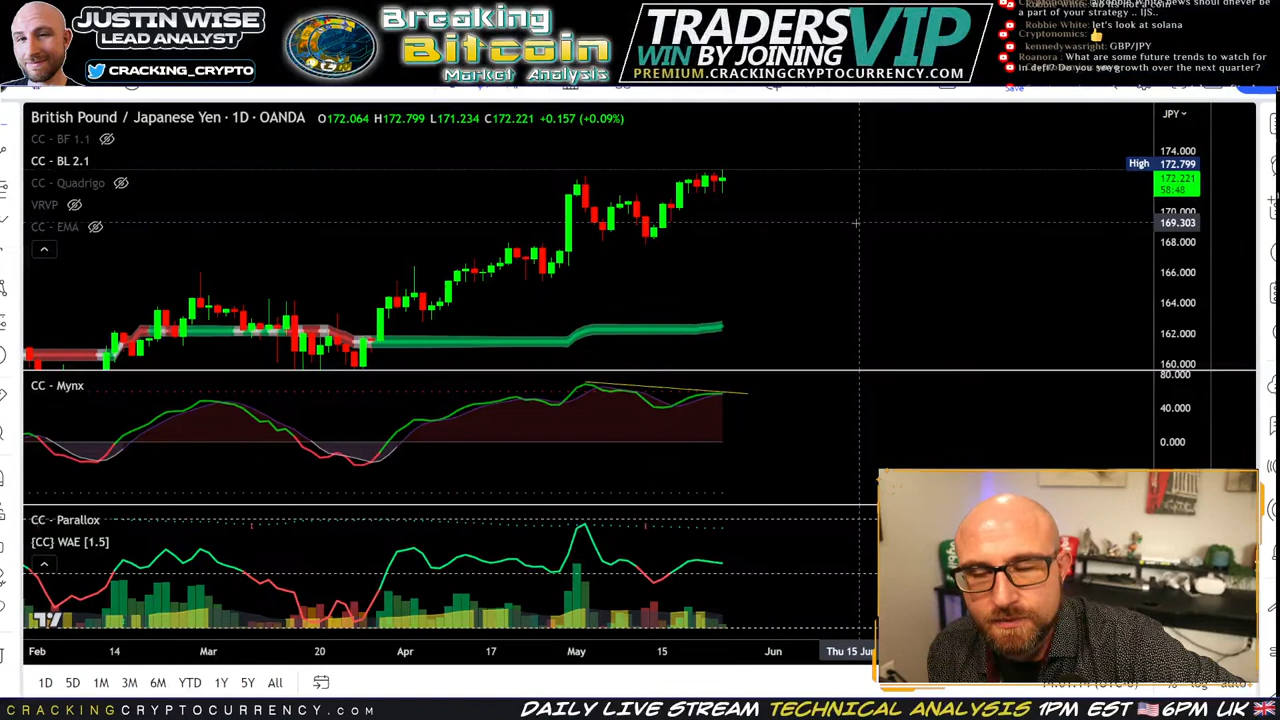 JUSTIN WISE
LEAD ANALYST
CRACKING_CRYPTO
Breaking
Bitcoin
Market Analysis
TRADERS VIP
WIN BY JOINING
PREMIUM.CRACKINGCRYPTOCURRENCY.COM
be a part of your strategy .. IJS..
Robbie White: let's look at solana
Cryptonomics: 👍
kennedywasright: GBP/JPY
Roanora : What are some future trends to watch for
in defi? Do you see growth over the next quarter?
Save
British Pound / Japanese Yen · 1D · OANDA O172.064 H172.799 L171.234 C172.221 +0.157 (+0.09%)
JPY
CC - BF 1.1
CC - BL 2.1
CC - Quadrigo
VRVP
CC - EMA
174.000
High 172.799
172.221
58:48
170.000
169.303
168.000
166.000
164.000
162.000
160.000
CC - Mynx
80.000
40.000
0.000
CC - Parallox
{CC} WAE [1.5]
Feb 14 Mar 20 Apr 17 May 15 Jun Thu 15 Jun
1D 5D 1M 3M 6M YTD 1Y 5Y All
% log auto
CRACKINGCRYPTOCURRENCY.COM
DAILY LIVE STREAM TECHNICAL ANALYSIS 1PM EST 🇺🇸 6PM UK 🇬🇧